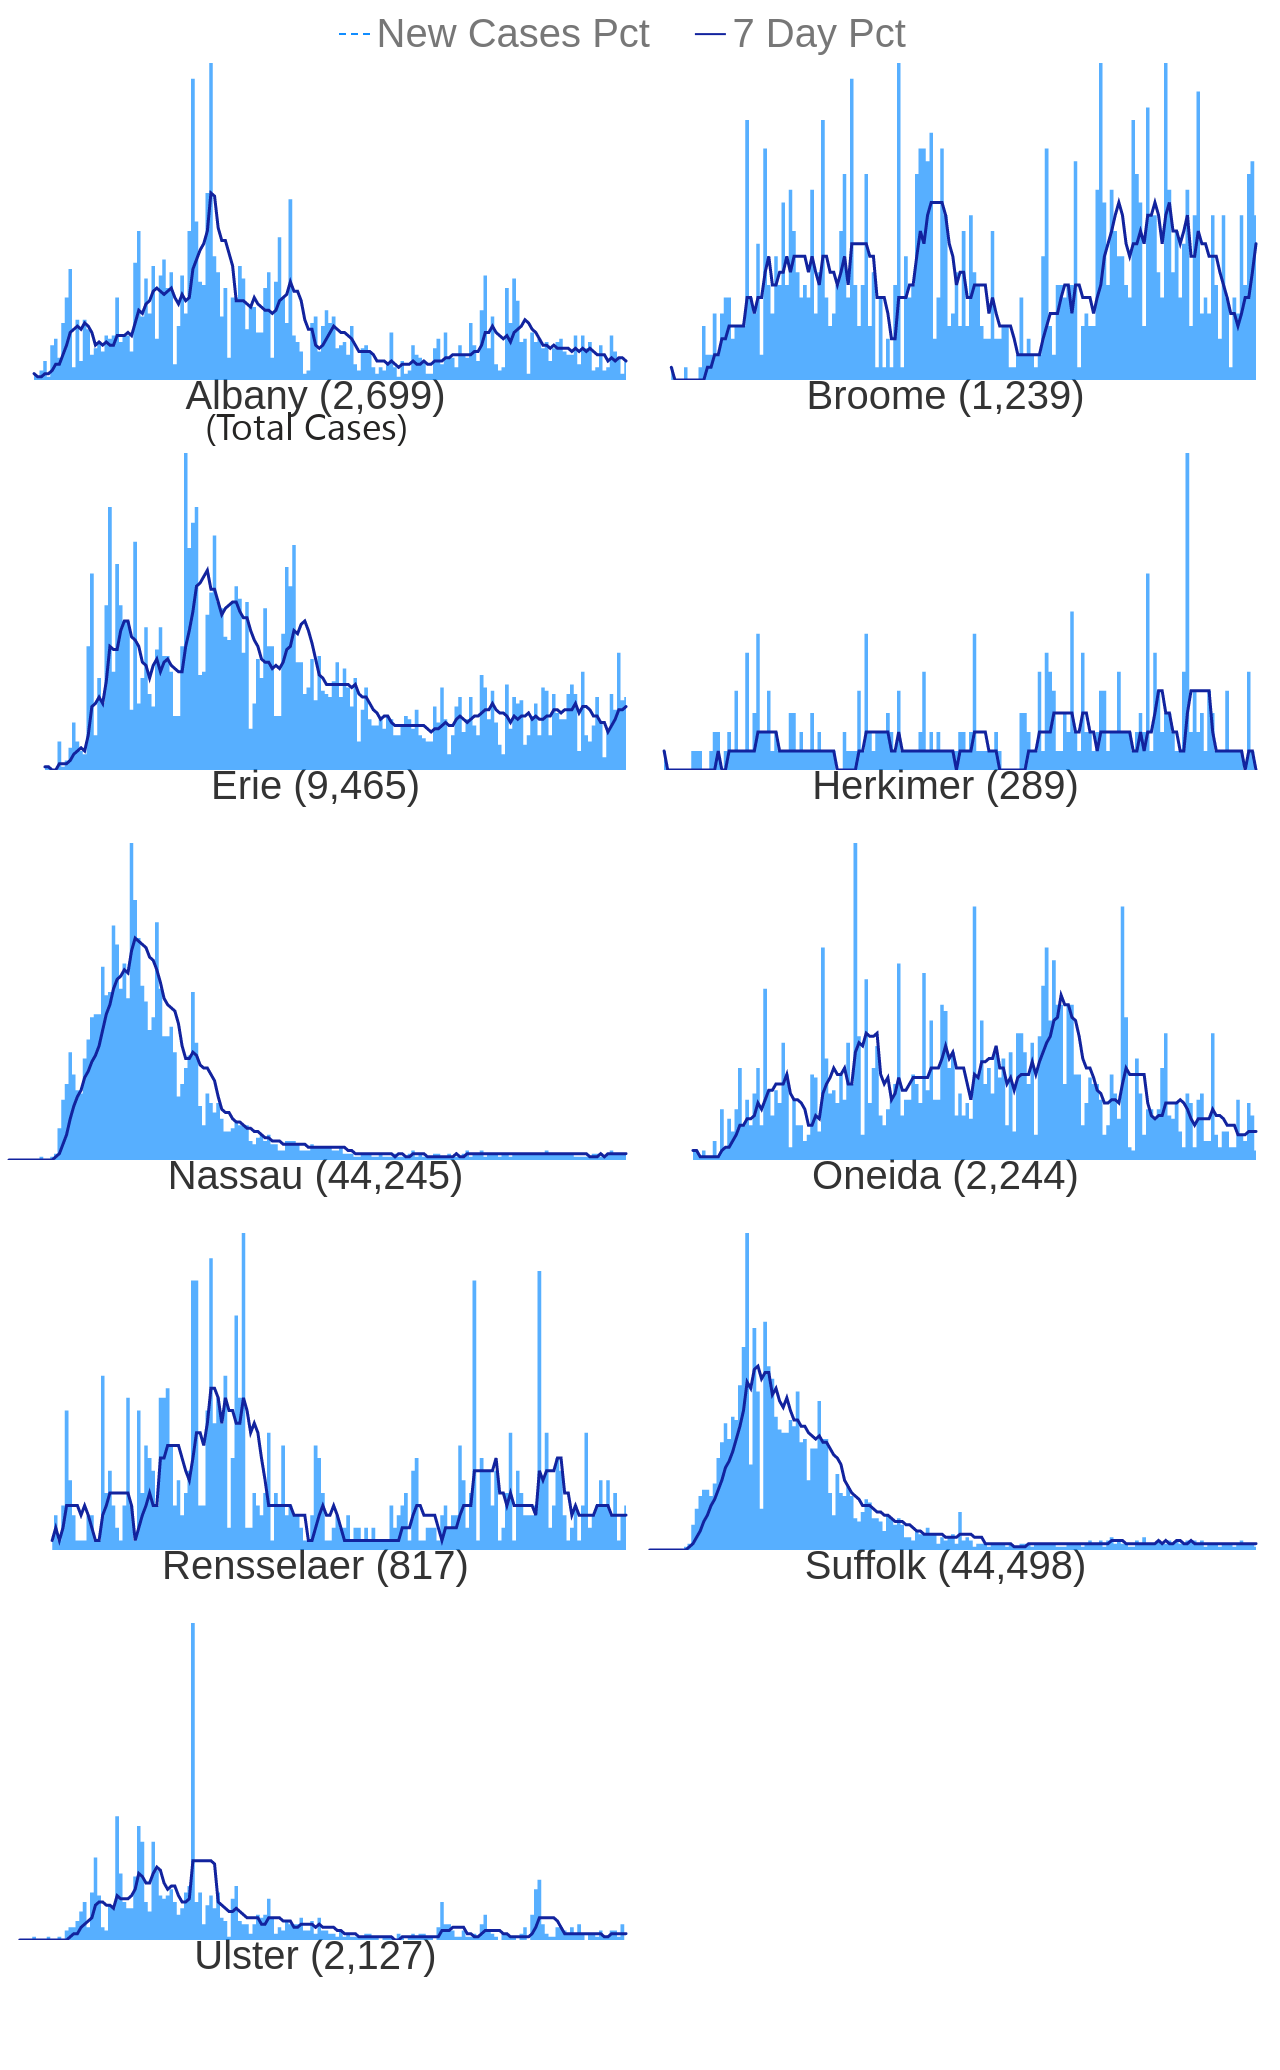 New Cases Pct 7 Day Pct
Albany (2,699) Broome (1,239)
(Total Cases)
Erie (9,465) Herkimer (289)
Nassau (44,245) Oneida (2,244)
Rensselaer (817) Suffolk (44,498)
Ulster (2,127)